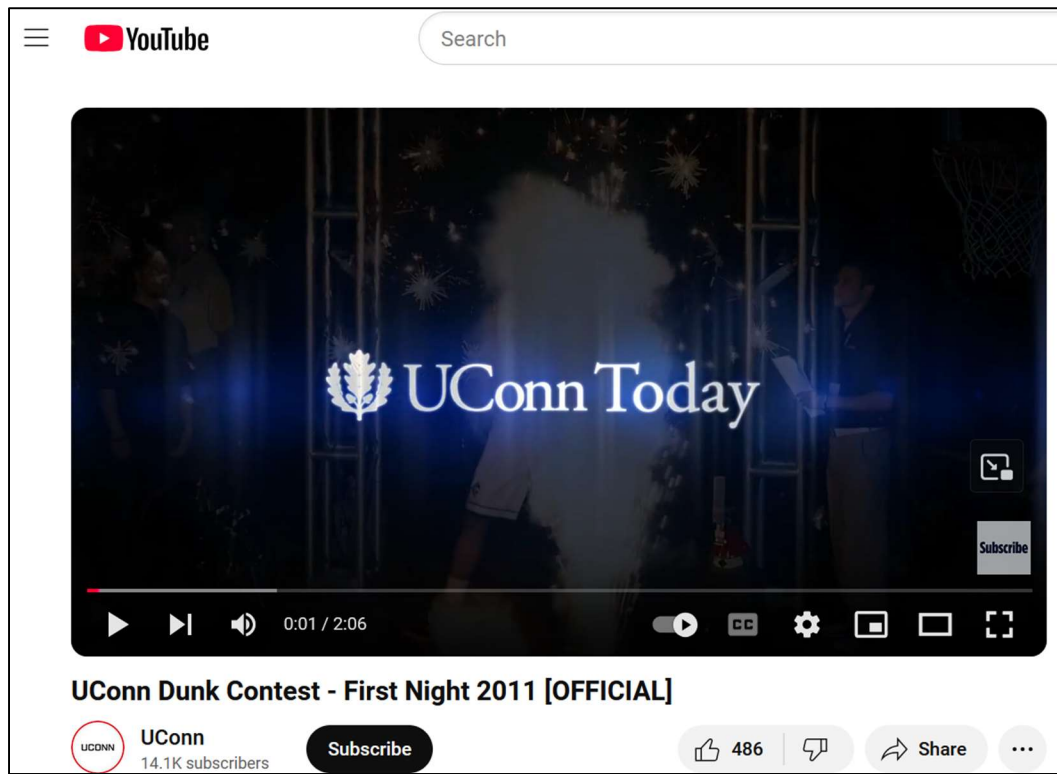 YouTube
Search
UConn Today
Subscribe
0:01 / 2:06
CC
UConn Dunk Contest - First Night 2011 [OFFICIAL]
UCONN
UConn
14.1K subscribers
Subscribe
486
Share